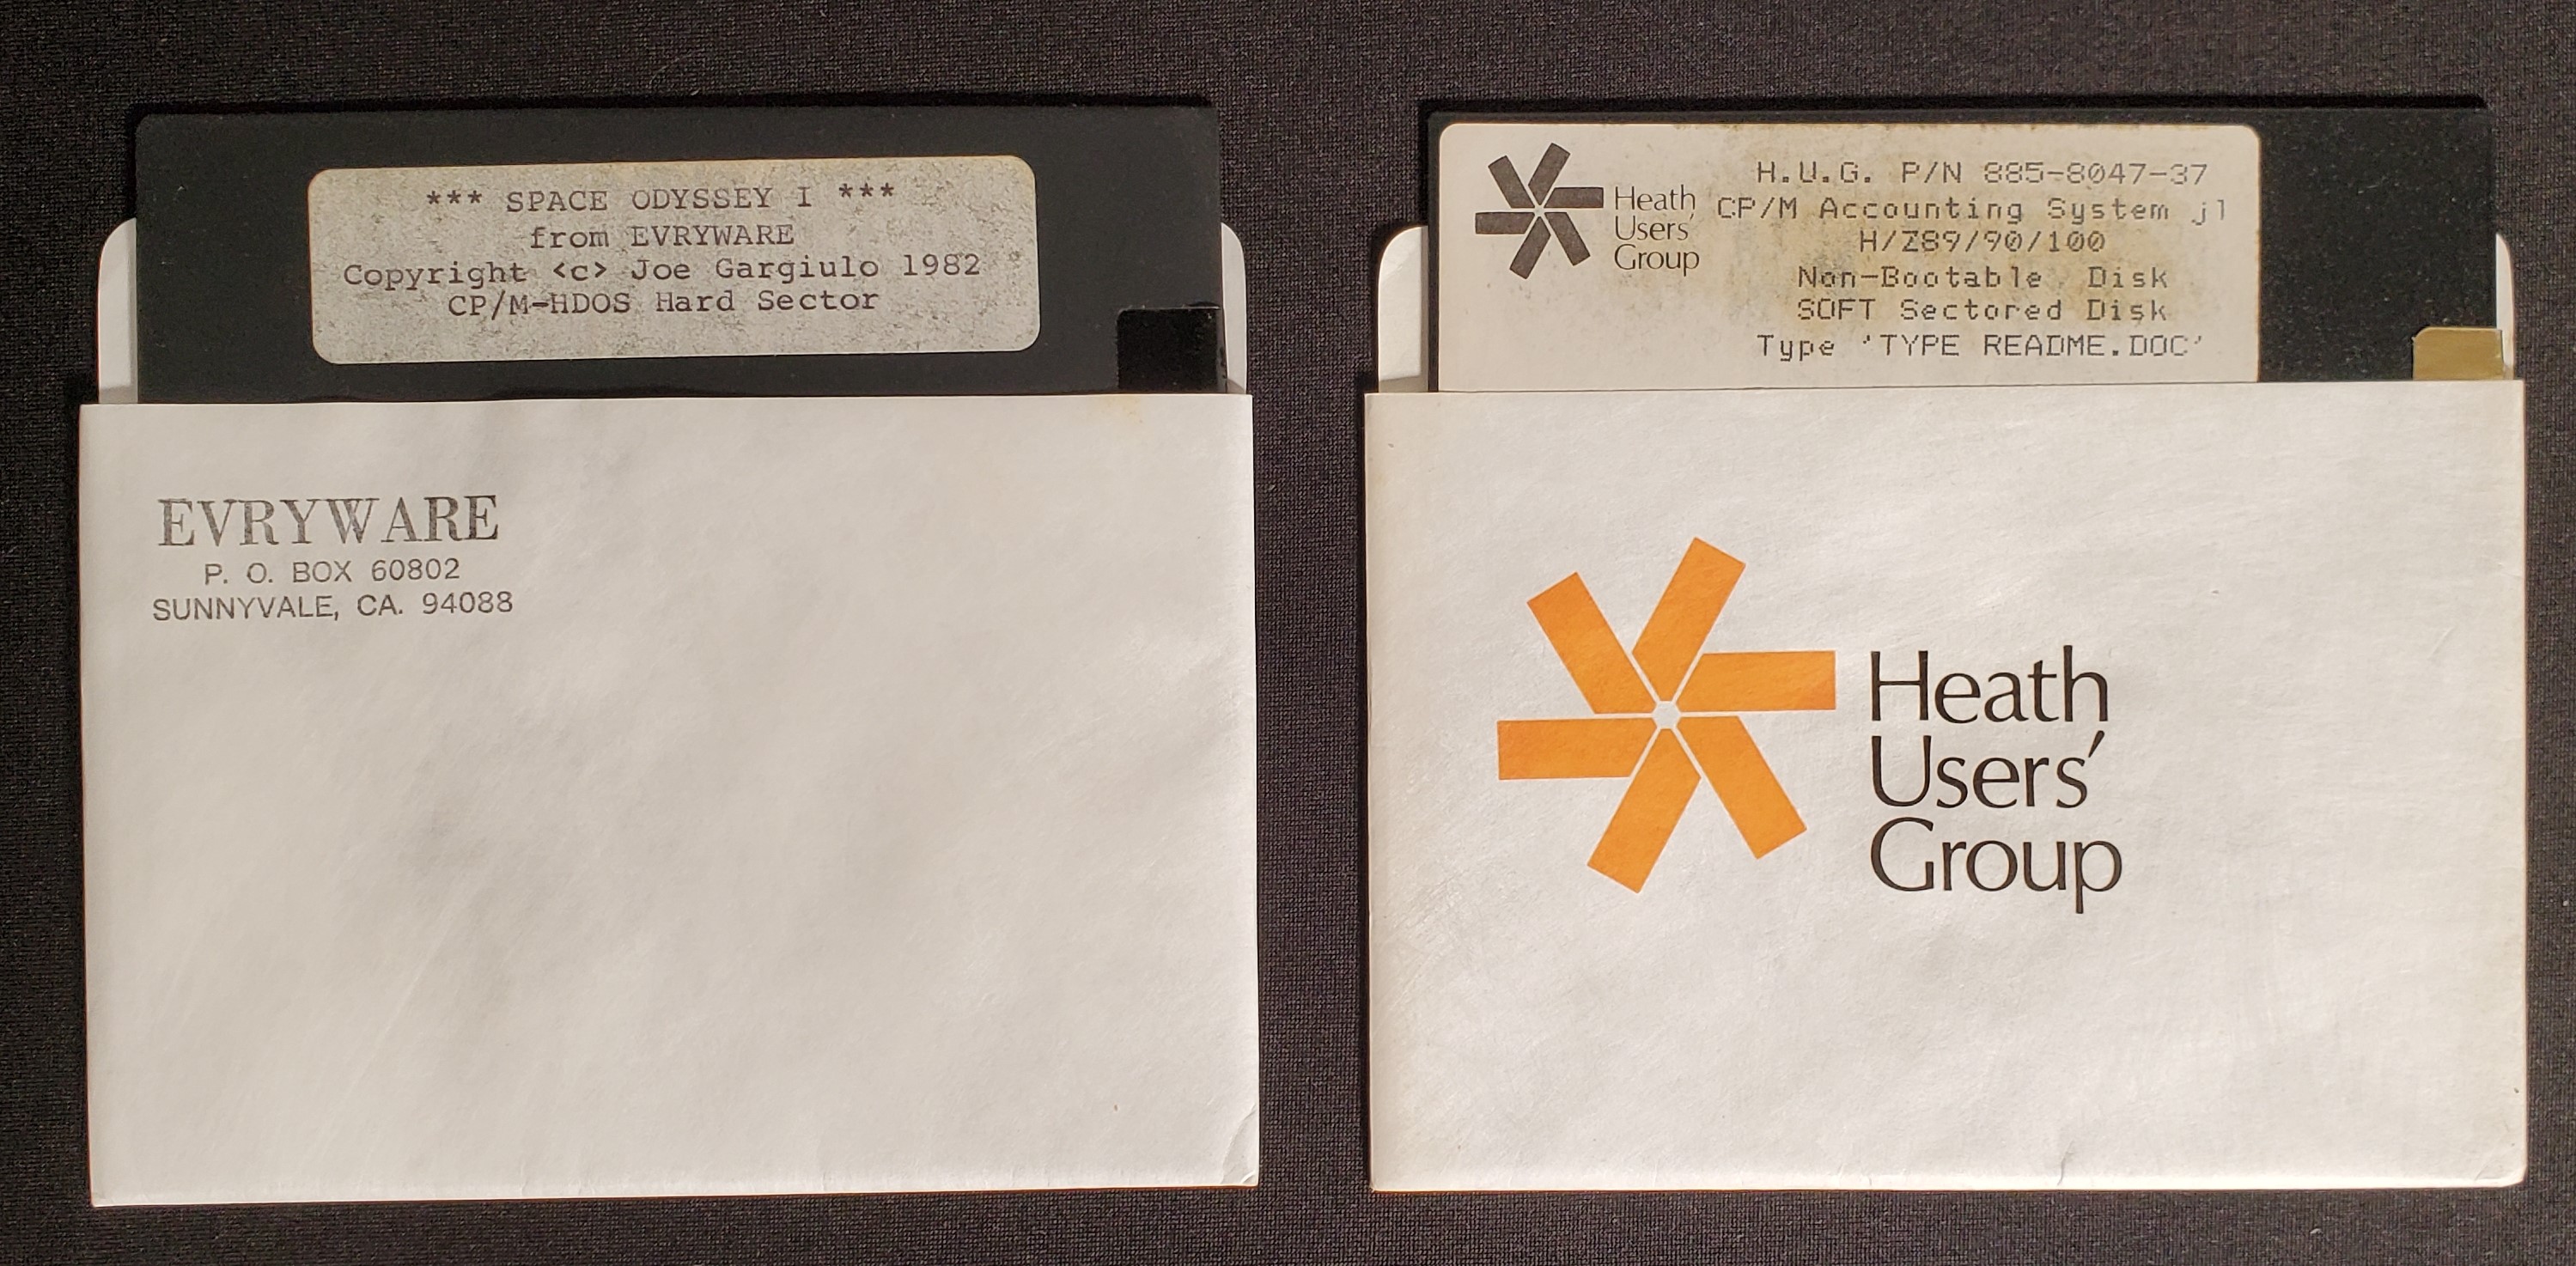 *** SPACE ODYSSEY I ***
from EVRYWARE
Copyright <c> Joe Gargiulo 1982
CP/M-HDOS Hard Sector
EVRYWARE
P. O. BOX 60802
SUNNYVALE, CA. 94088
Heath
Users'
Group
H.U.G. P/N 885-8047-37
CP/M Accounting System jl
H/Z89/90/100
Non-Bootable Disk
SOFT Sectored Disk
Type 'TYPE README.DOC'
Heath
Users'
Group